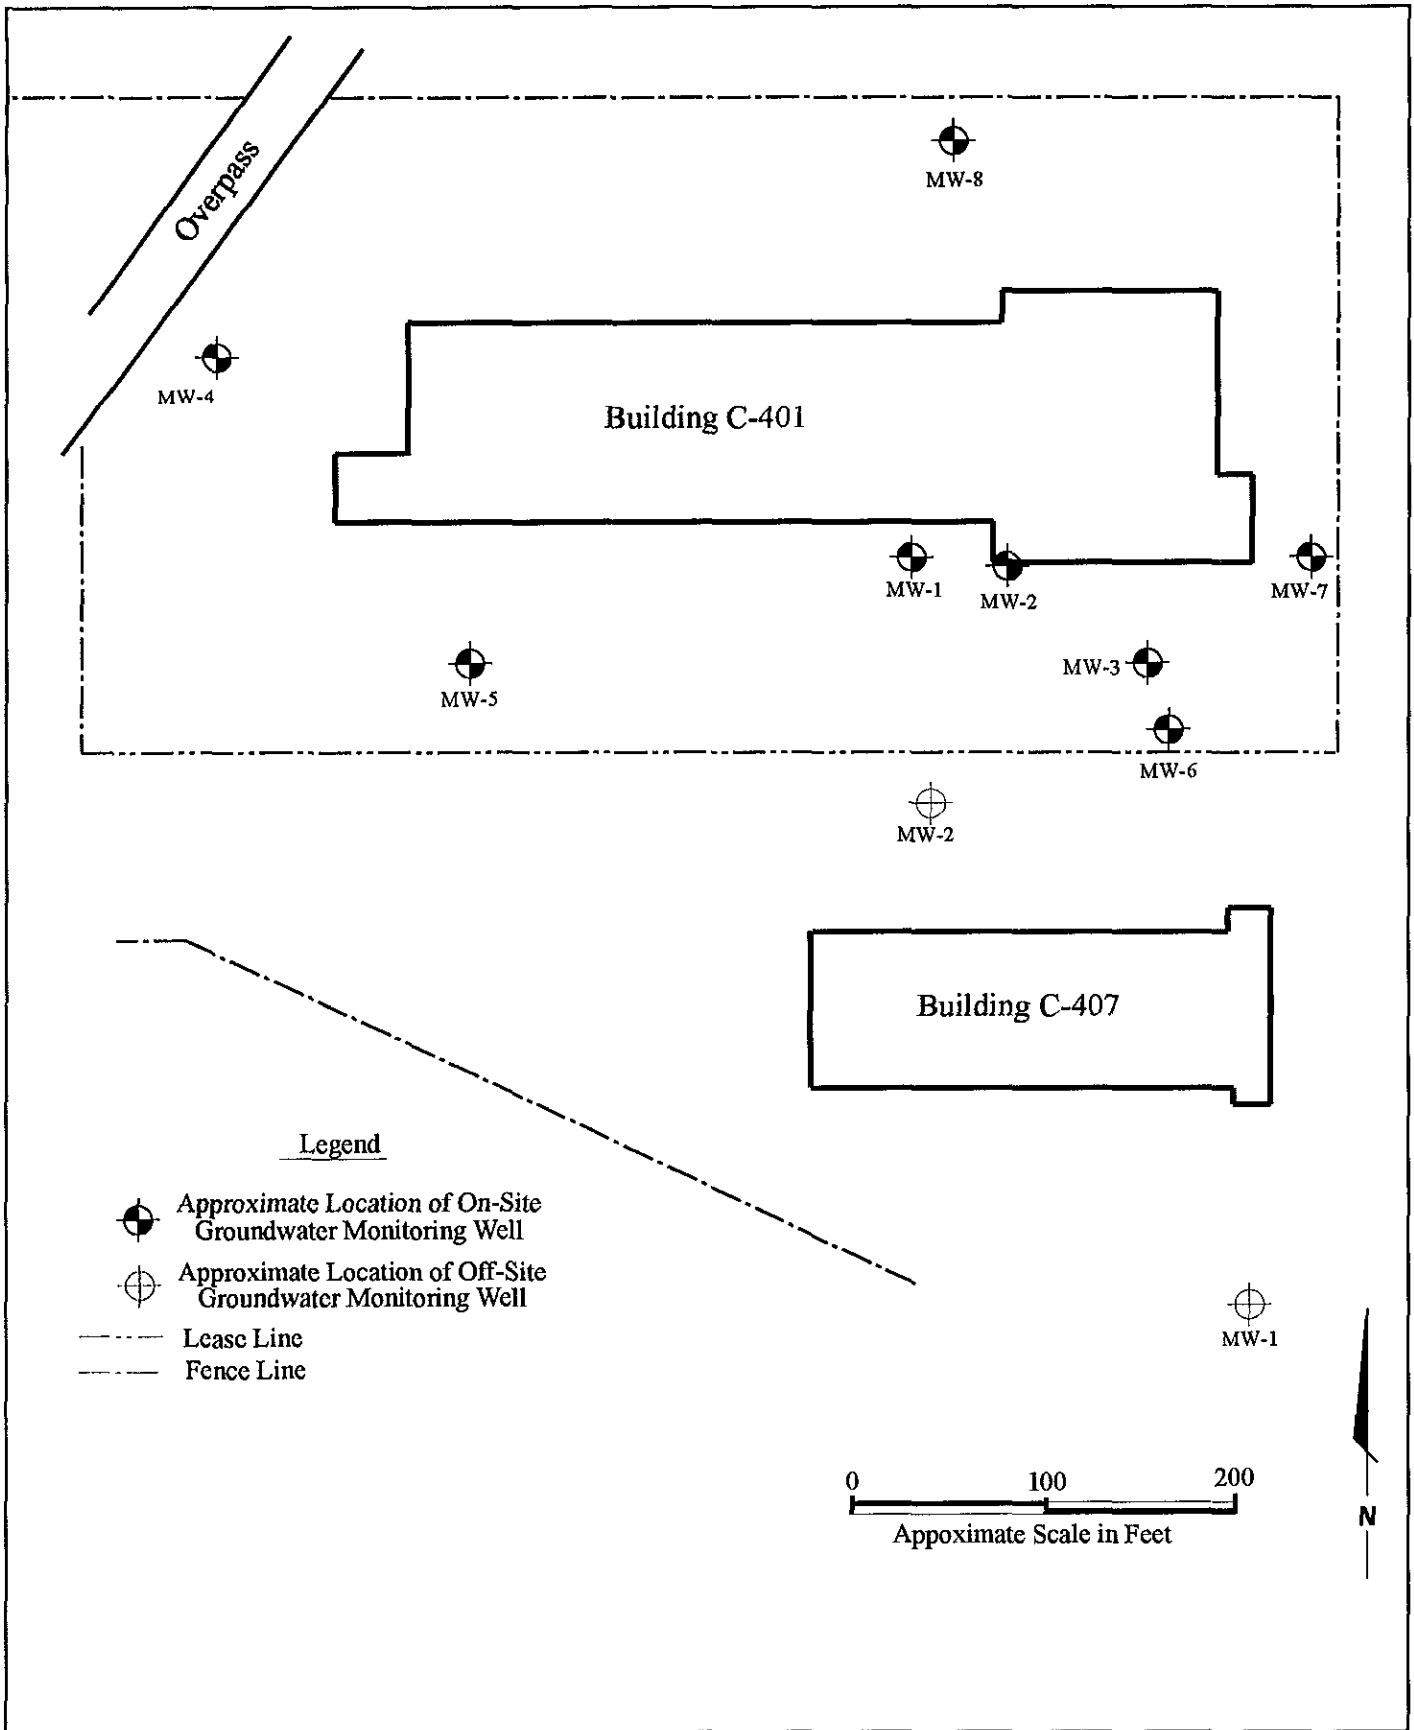 Overpass
MW-8
MW-4
Building C-401
MW-1
MW-2
MW-7
MW-3
MW-5
MW-6
MW-2
Building C-407
Legend
Approximate Location of On-Site
Groundwater Monitoring Well
Approximate Location of Off-Site
Groundwater Monitoring Well
Lease Line
Fence Line
MW-1
0 100 200
Appoximate Scale in Feet
N